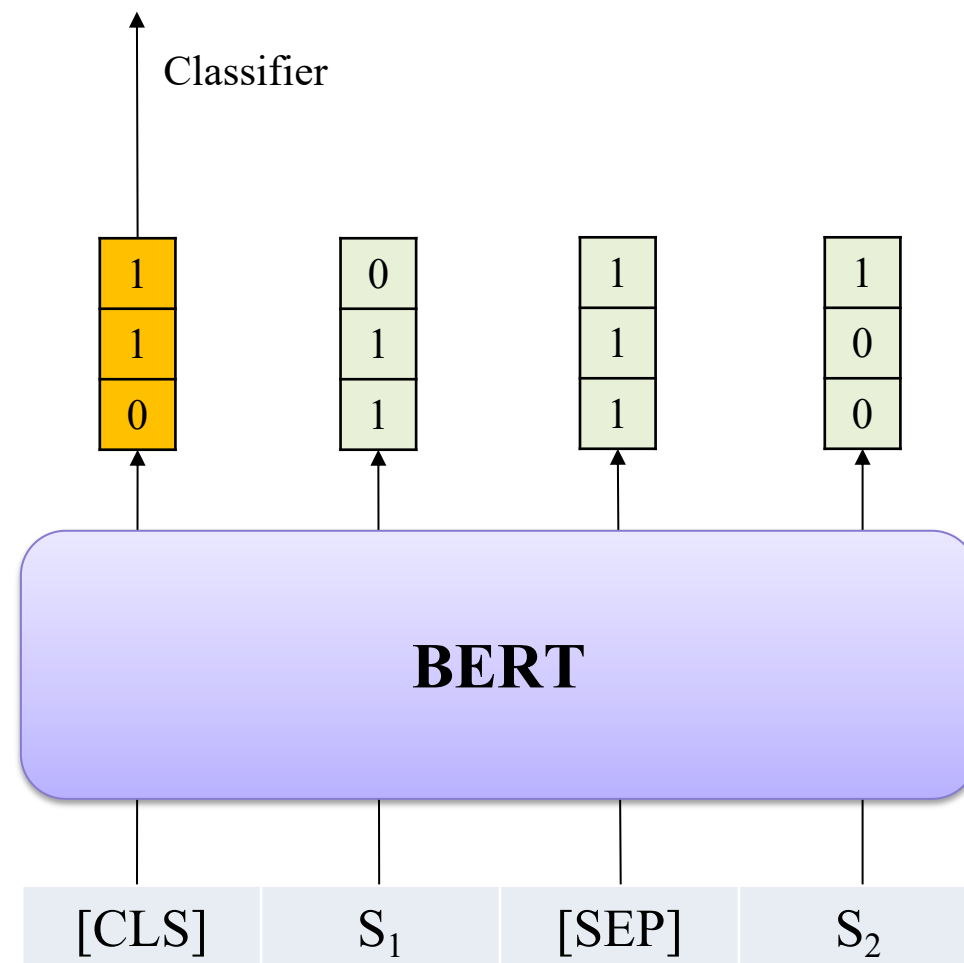 Classifier
1 0 1 1
1 1 1 0
0 1 1 0
BERT
[CLS] S₁ [SEP] S₂